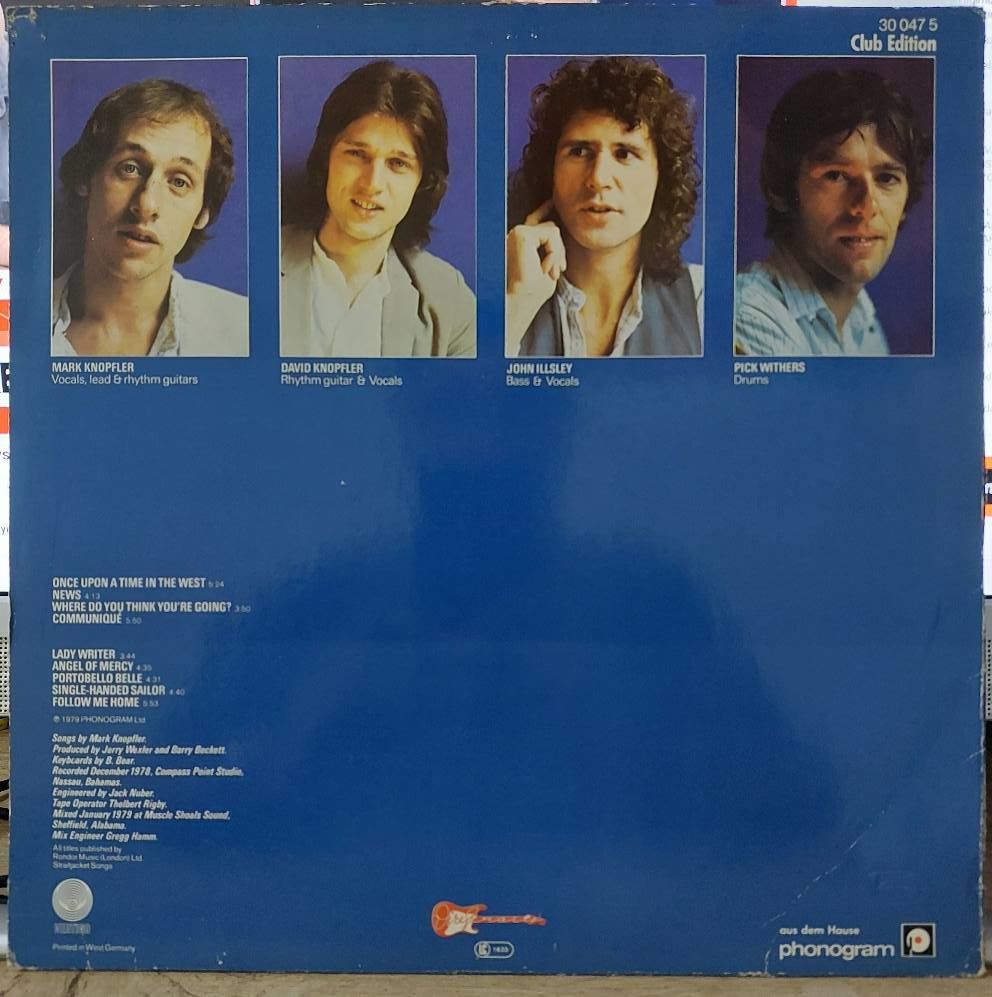 30 047 5
Club Edition
MARK KNOPFLER
Vocals, lead & rhythm guitars
DAVID KNOPFLER
Rhythm guitar & Vocals
JOHN ILLSLEY
Bass & Vocals
PICK WITHERS
Drums
ONCE UPON A TIME IN THE WEST 5:24
NEWS 4:13
WHERE DO YOU THINK YOU'RE GOING? 3:50
COMMUNIQUÉ 5:50
LADY WRITER 3:44
ANGEL OF MERCY 4:35
PORTOBELLO BELLE 4:31
SINGLE-HANDED SAILOR 4:40
FOLLOW ME HOME 5:53
℗ 1979 PHONOGRAM Ltd.
Songs by Mark Knopfler.
Produced by Jerry Wexler and Barry Beckett.
Keyboards by B. Bear.
Recorded December 1978, Compass Point Studio,
Nassau, Bahamas.
Engineered by Jack Nuber.
Tape Operator Thelbert Rigby.
Mixed January 1979 at Muscle Shoals Sound,
Sheffield, Alabama.
Mix Engineer Gregg Hamm.
All titles published by
Rondor Music (London) Ltd.
Straitjacket Songs
VERTIGO
Printed in West Germany
aus dem Hause
phonogram